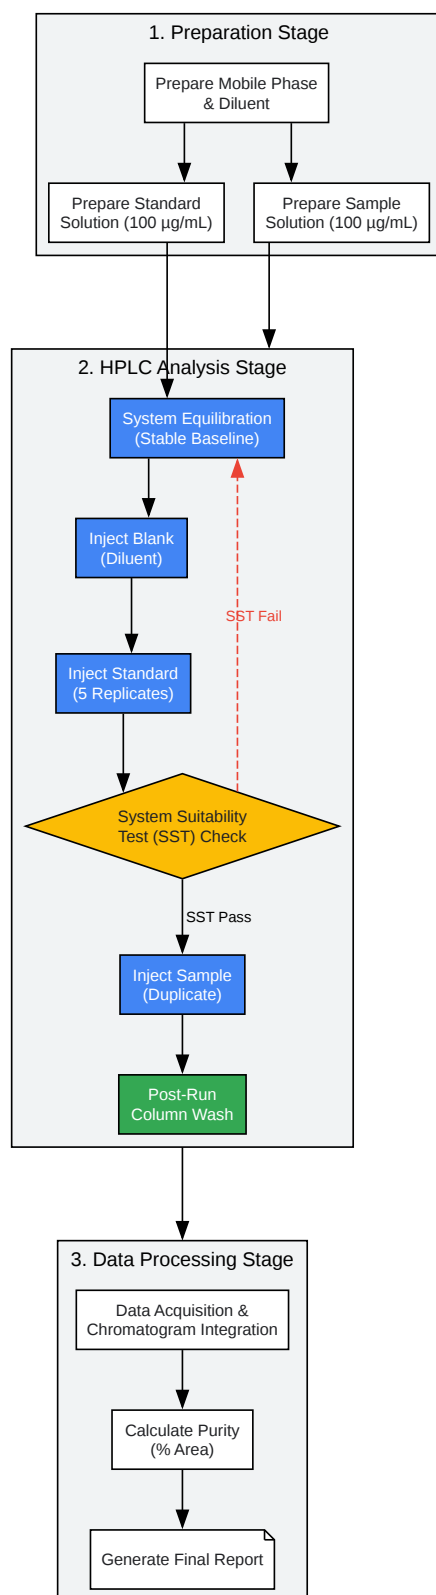 1. Preparation Stage
Prepare Mobile Phase
& Diluent
Prepare Standard
Solution (100 µg/mL)
Prepare Sample
Solution (100 µg/mL)
2. HPLC Analysis Stage
System Equilibration
(Stable Baseline)
Inject Blank
(Diluent)
SST Fail
Inject Standard
(5 Replicates)
System Suitability
Test (SST) Check
SST Pass
Inject Sample
(Duplicate)
Post-Run
Column Wash
3. Data Processing Stage
Data Acquisition &
Chromatogram Integration
Calculate Purity
(% Area)
Generate Final Report